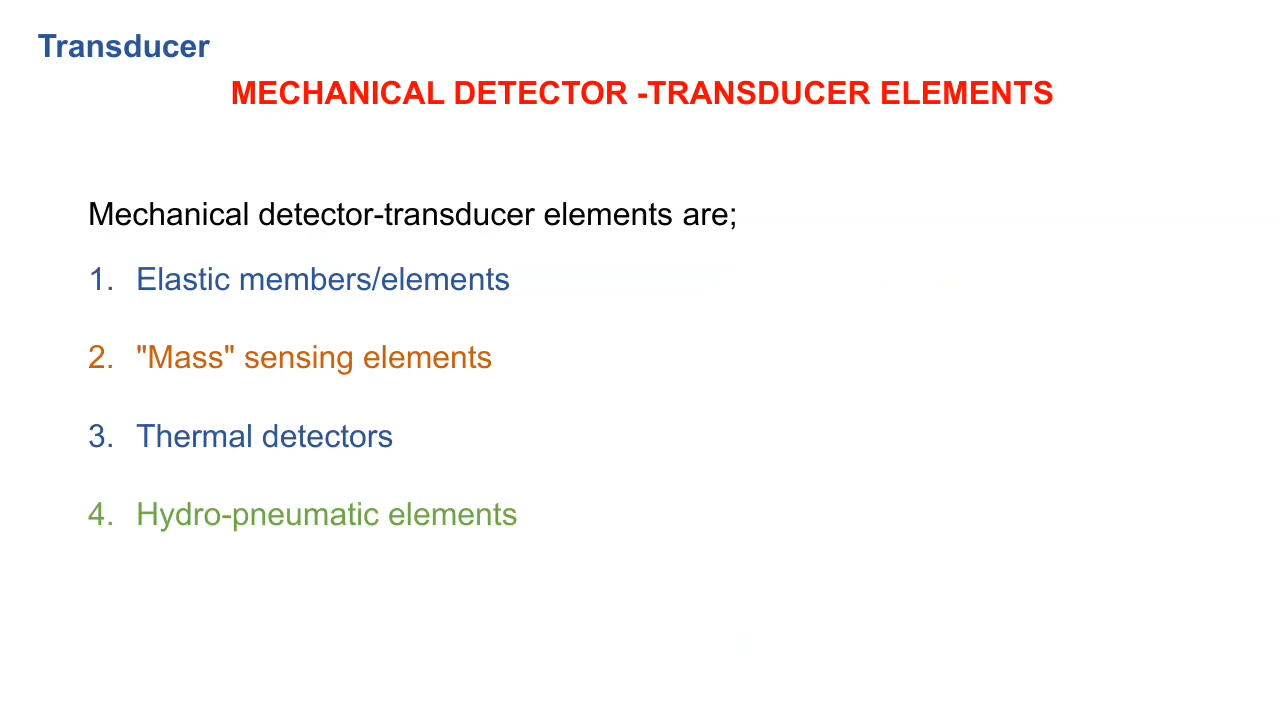 Transducer
MECHANICAL DETECTOR -TRANSDUCER ELEMENTS
Mechanical detector-transducer elements are;
1. Elastic members/elements
2. "Mass" sensing elements
3. Thermal detectors
4. Hydro-pneumatic elements